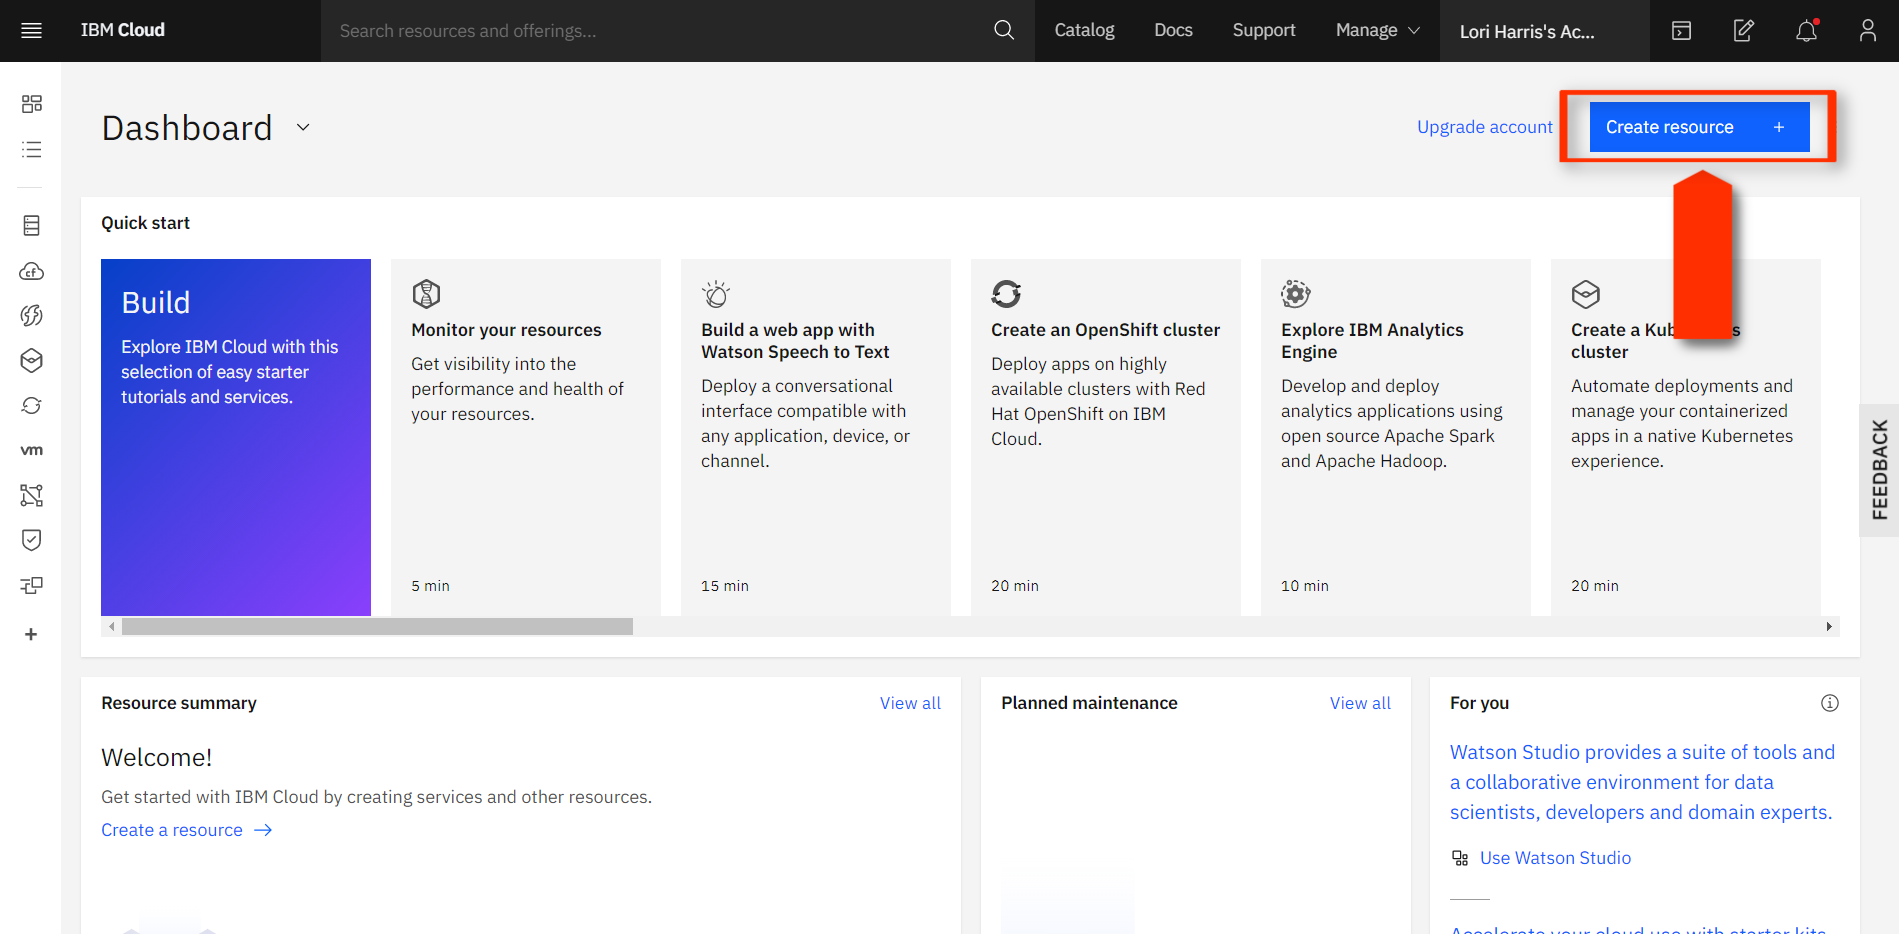 IBM Cloud
Search resources and offerings...
Catalog
Docs
Support
Manage
Lori Harris's Ac...
Dashboard
Upgrade account
Create resource +
Quick start
Build
Explore IBM Cloud with this
selection of easy starter
tutorials and services.
Monitor your resources
Get visibility into the
performance and health of
your resources.
5 min
Build a web app with
Watson Speech to Text
Deploy a conversational
interface compatible with
any application, device, or
channel.
15 min
Create an OpenShift cluster
Deploy apps on highly
available clusters with Red
Hat OpenShift on IBM
Cloud.
20 min
Explore IBM Analytics
Engine
Develop and deploy
analytics applications using
open source Apache Spark
and Apache Hadoop.
10 min
Create a
cluster
Automate deployments and
manage your containerized
apps in a native Kubernetes
experience.
20 min
cf
vm
+
FEEDBACK
Resource summary
View all
Welcome!
Get started with IBM Cloud by creating services and other resources.
Create a resource
Planned maintenance
View all
For you
Watson Studio provides a suite of tools and
a collaborative environment for data
scientists, developers and domain experts.
Use Watson Studio
Accelerate your cloud use with starter kits